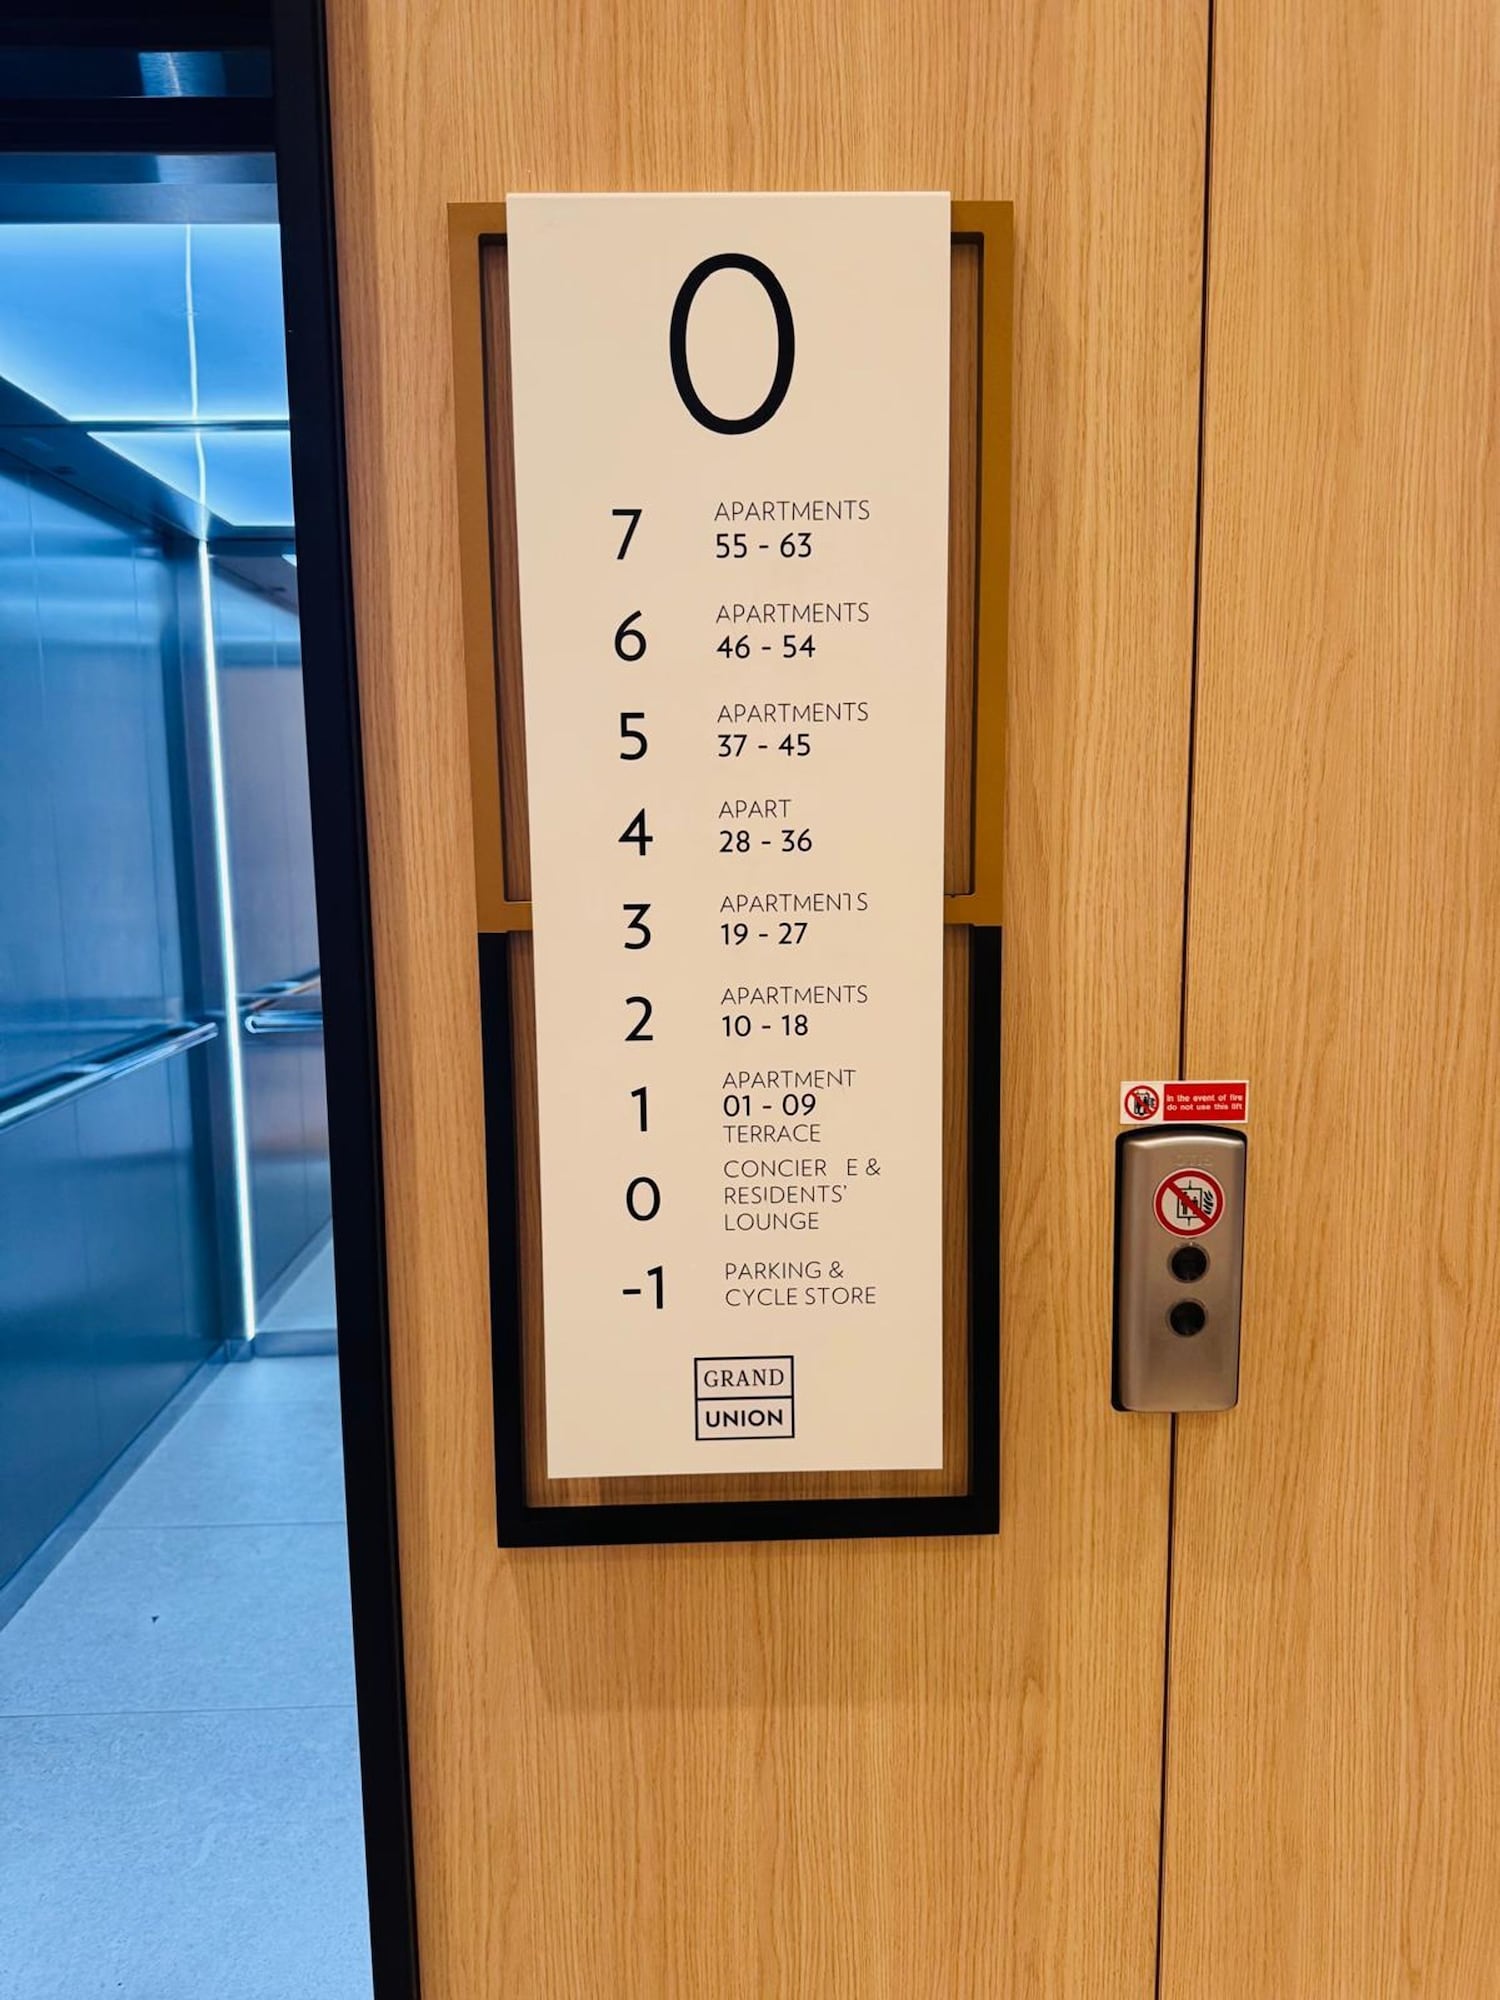 0
7 APARTMENTS
55 - 63
6 APARTMENTS
46 - 54
5 APARTMENTS
37 - 45
4 APART
28 - 36
3 APARTMENTS
19 - 27
2 APARTMENTS
10 - 18
1 APARTMENT
01 - 09
TERRACE
0 CONCIER E &
RESIDENTS'
LOUNGE
-1 PARKING &
CYCLE STORE
GRAND
UNION
In the event of fire
do not use this lift